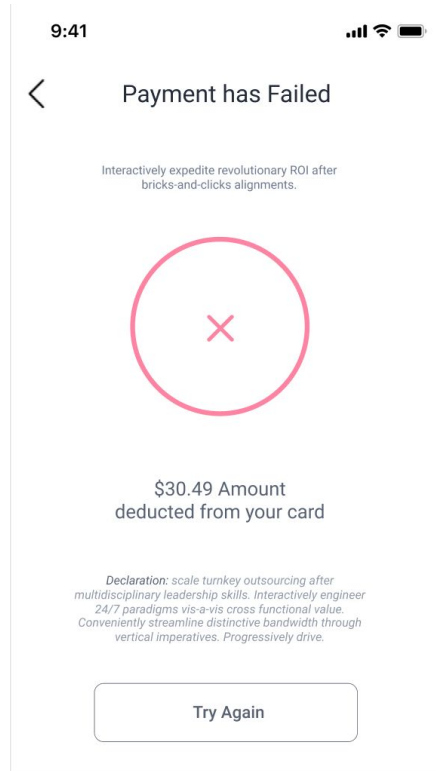 9:41
Payment has Failed
Interactively expedite revolutionary ROI after
bricks-and-clicks alignments.
$30.49 Amount
deducted from your card
Declaration: scale turnkey outsourcing after
multidisciplinary leadership skills. Interactively engineer
24/7 paradigms vis-a-vis cross functional value.
Conveniently streamline distinctive bandwidth through
vertical imperatives. Progressively drive.
Try Again